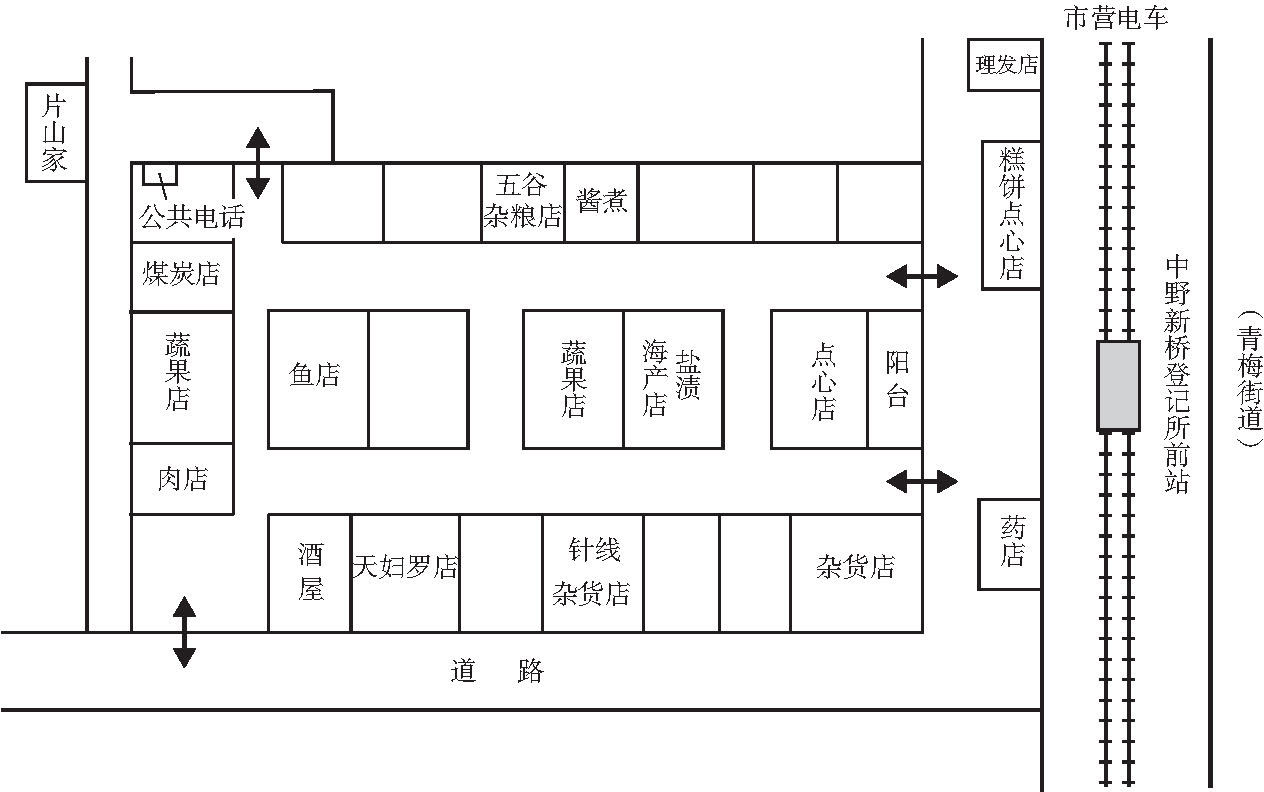 市营电车
理发店
片山家
糕饼点心店
五谷
杂粮店
酱煮
公共电话
煤炭店
蔬果店
鱼店
蔬果店
盐渍
海产店
点心店
阳台
中野新桥登记所前站
(青梅街道)
肉店
酒屋
天妇罗店
针线
杂货店
杂货店
药店
道路